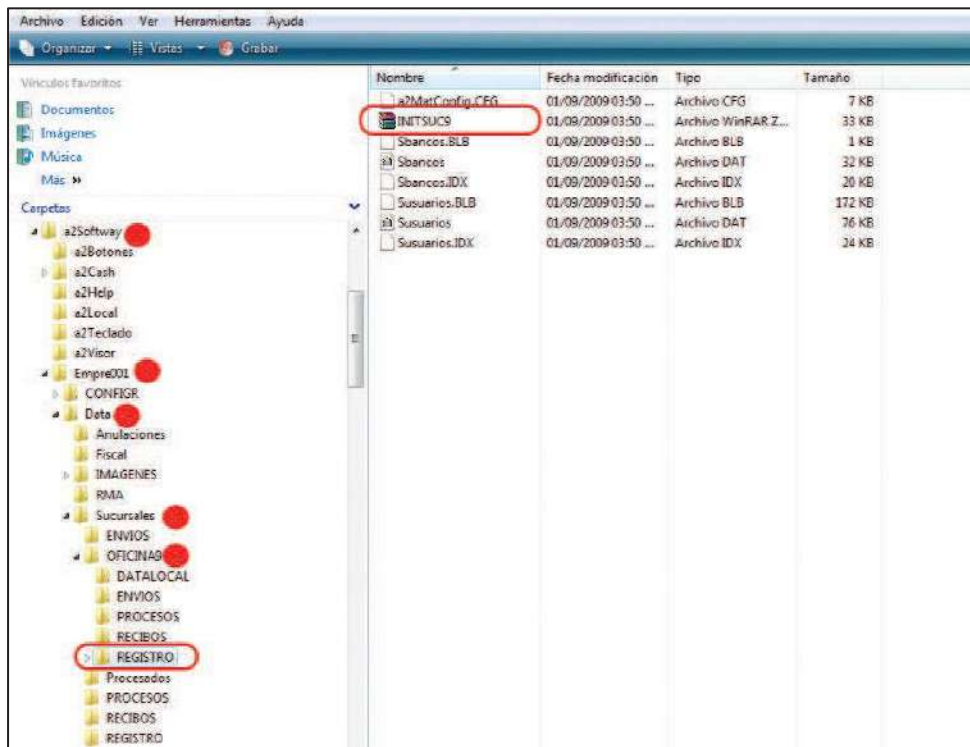 Archivo Edición Ver Herramientas Ayuda
Organizar Vistas Grabar
Vínculos favoritos
Documentos
Imágenes
Música
Más
Carpetas
a2Softway
a2Botones
a2Cash
a2Help
a2Local
a2Teclado
a2Visor
Empre001
CONFIGR
Data
Anulaciones
Fiscal
IMAGENES
RMA
Sucursales
ENVIOS
OFICINA9
DATALOCAL
ENVIOS
PROCESOS
RECIBOS
REGISTRO
Procesados
PROCESOS
RECIBOS
REGISTRO
Nombre Fecha modificación Tipo Tamaño
a2MatConfig.CFG 01/09/2009 03:50 ... Archivo CFG 7 KB
INITSUC9 01/09/2009 03:50 ... Archivo WinRAR Z... 33 KB
Sbancos.BLB 01/09/2009 03:50 ... Archivo BLB 1 KB
Sbancos 01/09/2009 03:50 ... Archivo DAT 32 KB
Sbancos.IDX 01/09/2009 03:50 ... Archivo IDX 20 KB
Susuarios.BLB 01/09/2009 03:50 ... Archivo BLB 172 KB
Susuarios 01/09/2009 03:50 ... Archivo DAT 76 KB
Susuarios.IDX 01/09/2009 03:50 ... Archivo IDX 24 KB